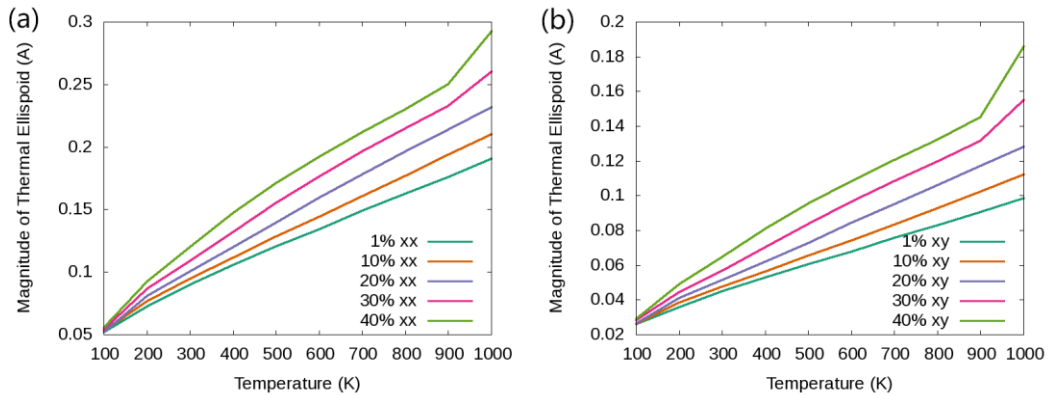 (a)
Magnitude of Thermal Ellispoid (A)
0.3
0.25
0.2
0.15
0.1
0.05
1% xx
10% xx
20% xx
30% xx
40% xx
100 200 300 400 500 600 700 800 900 1000
Temperature (K)
(b)
Magnitude of Thermal Ellispoid (A)
0.2
0.18
0.16
0.14
0.12
0.1
0.08
0.06
0.04
0.02
1% xy
10% xy
20% xy
30% xy
40% xy
100 200 300 400 500 600 700 800 900 1000
Temperature (K)